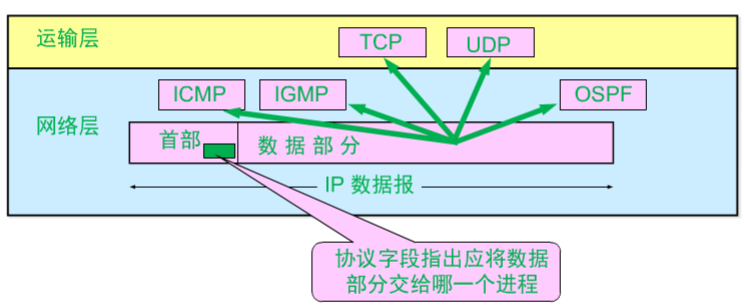 运输层
TCP
UDP
ICMP
IGMP
OSPF
网络层
首部
数据部分
IP 数据报
协议字段指出应将数据
部分交给哪一个进程